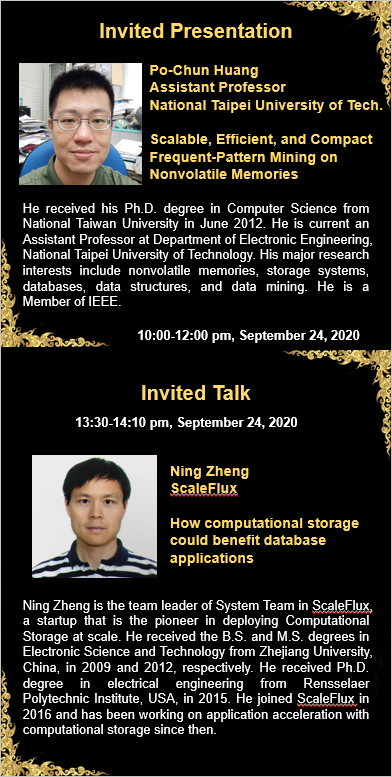 Invited Presentation
Po-Chun Huang
Assistant Professor
National Taipei University of Tech.
Scalable, Efficient, and Compact
Frequent-Pattern Mining on
Nonvolatile Memories
He received his Ph.D. degree in Computer Science from
National Taiwan University in June 2012. He is current an
Assistant Professor at Department of Electronic Engineering,
National Taipei University of Technology. His major research
interests include nonvolatile memories, storage systems,
databases, data structures, and data mining. He is a
Member of IEEE.
10:00-12:00 pm, September 24, 2020
Invited Talk
13:30-14:10 pm, September 24, 2020
Ning Zheng
ScaleFlux
How computational storage
could benefit database
applications
Ning Zheng is the team leader of System Team in ScaleFlux,
a startup that is the pioneer in deploying Computational
Storage at scale. He received the B.S. and M.S. degrees in
Electronic Science and Technology from Zhejiang University,
China, in 2009 and 2012, respectively. He received Ph.D.
degree in electrical engineering from Rensselaer
Polytechnic Institute, USA, in 2015. He joined ScaleFlux in
2016 and has been working on application acceleration with
computational storage since then.